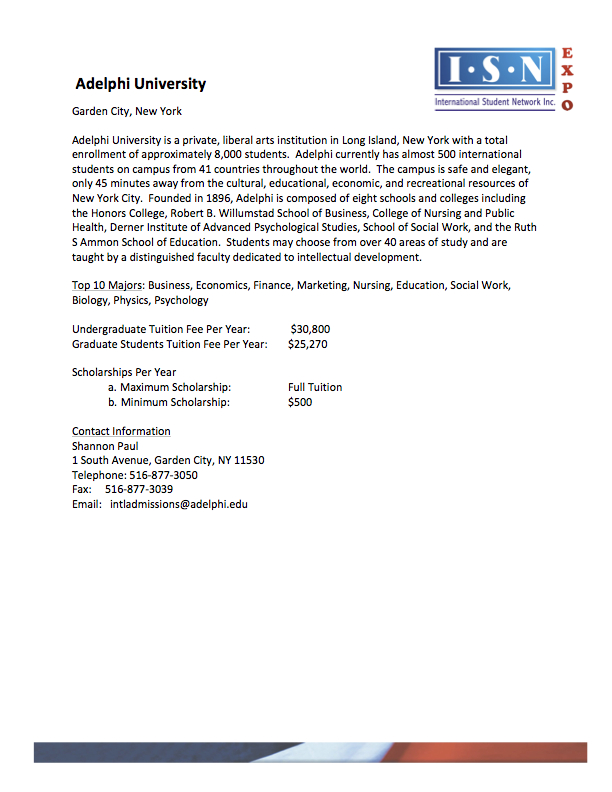 I·S·N
EXPO
International Student Network Inc.
Adelphi University
Garden City, New York
Adelphi University is a private, liberal arts institution in Long Island, New York with a total
enrollment of approximately 8,000 students.  Adelphi currently has almost 500 international
students on campus from 41 countries throughout the world.  The campus is safe and elegant,
only 45 minutes away from the cultural, educational, economic, and recreational resources of
New York City.  Founded in 1896, Adelphi is composed of eight schools and colleges including
the Honors College, Robert B. Willumstad School of Business, College of Nursing and Public
Health, Derner Institute of Advanced Psychological Studies, School of Social Work, and the Ruth
S Ammon School of Education.  Students may choose from over 40 areas of study and are
taught by a distinguished faculty dedicated to intellectual development.
Top 10 Majors: Business, Economics, Finance, Marketing, Nursing, Education, Social Work,
Biology, Physics, Psychology
Undergraduate Tuition Fee Per Year: $30,800
Graduate Students Tuition Fee Per Year: $25,270
Scholarships Per Year
a. Maximum Scholarship: Full Tuition
b. Minimum Scholarship: $500
Contact Information
Shannon Paul
1 South Avenue, Garden City, NY 11530
Telephone: 516-877-3050
Fax: 516-877-3039
Email: intladmissions@adelphi.edu